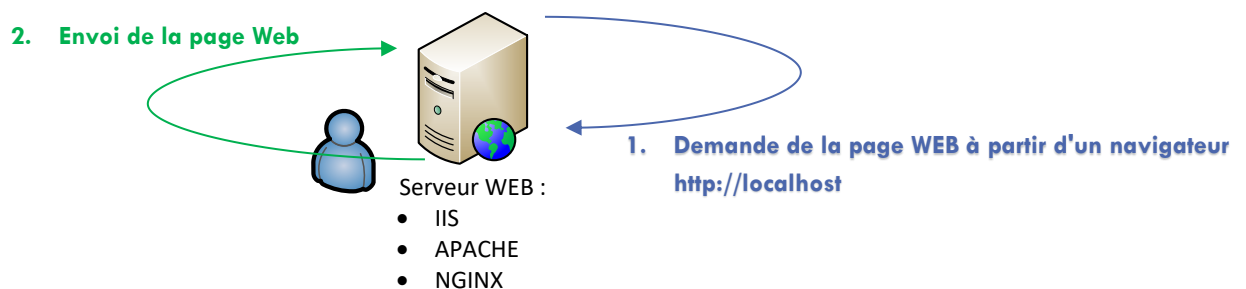 2. Envoi de la page Web
1. Demande de la page WEB à partir d'un navigateur
http://localhost
Serveur WEB :
• IIS
• APACHE
• NGINX